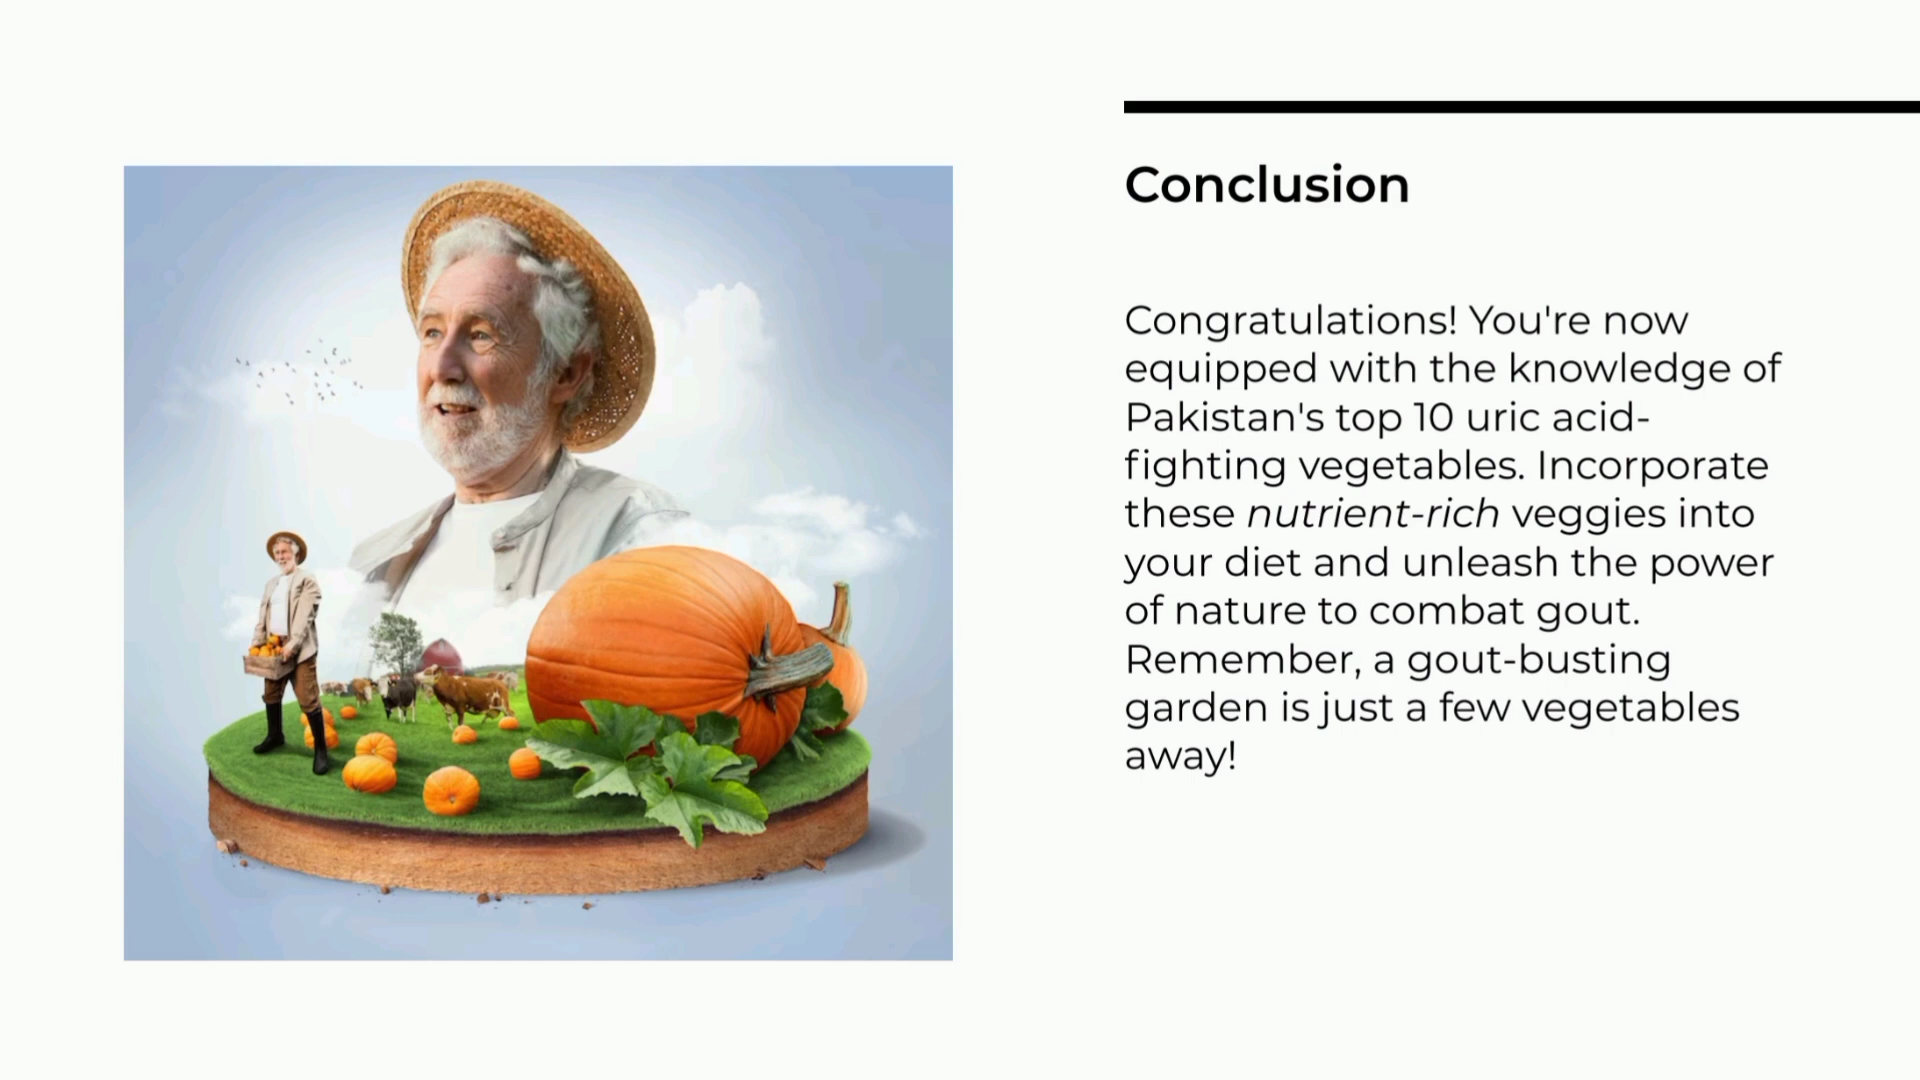 Conclusion
Congratulations! You're now
equipped with the knowledge of
Pakistan's top 10 uric acid-
fighting vegetables. Incorporate
these nutrient-rich veggies into
your diet and unleash the power
of nature to combat gout.
Remember, a gout-busting
garden is just a few vegetables
away!